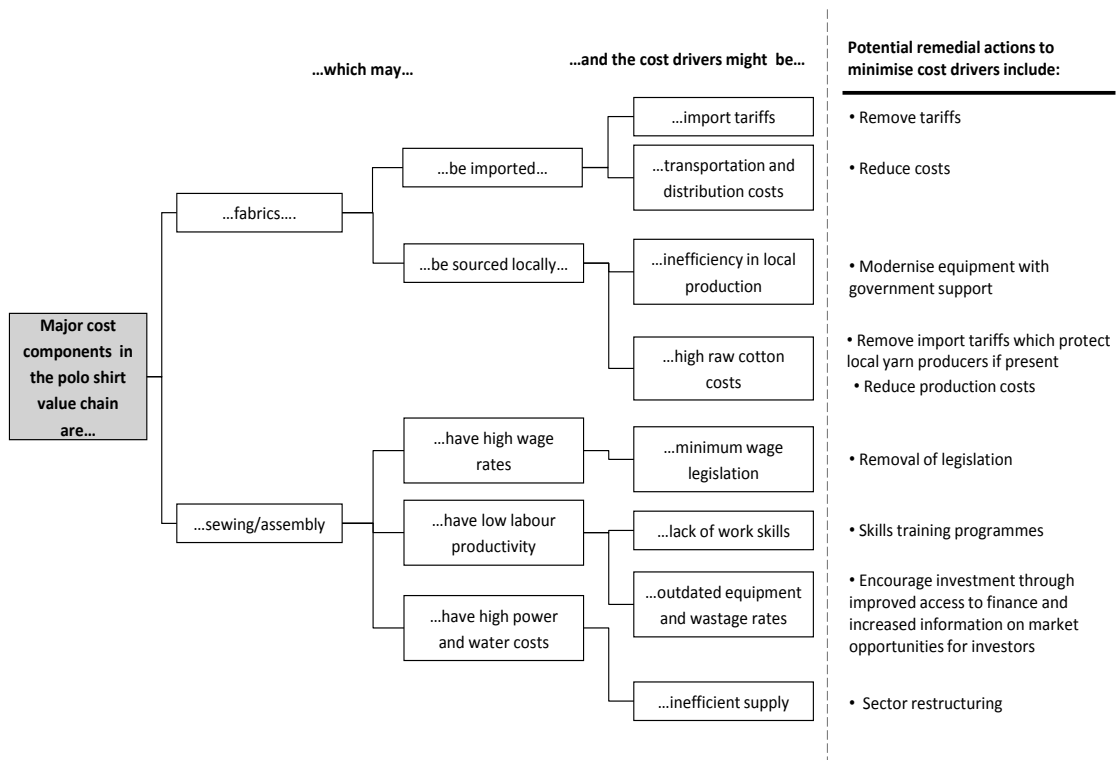 ...which may...
...and the cost drivers might be...
Potential remedial actions to
minimise cost drivers include:
Major cost
components in
the polo shirt
value chain
are...
...fabrics....
...be imported...
...import tariffs
• Remove tariffs
...transportation and
distribution costs
• Reduce costs
...be sourced locally...
...inefficiency in local
production
• Modernise equipment with
government support
...high raw cotton
costs
• Remove import tariffs which protect
local yarn producers if present
• Reduce production costs
...sewing/assembly
...have high wage
rates
...minimum wage
legislation
• Removal of legislation
...have low labour
productivity
...lack of work skills
• Skills training programmes
...outdated equipment
and wastage rates
• Encourage investment through
improved access to finance and
increased information on market
opportunities for investors
...have high power
and water costs
...inefficient supply
• Sector restructuring